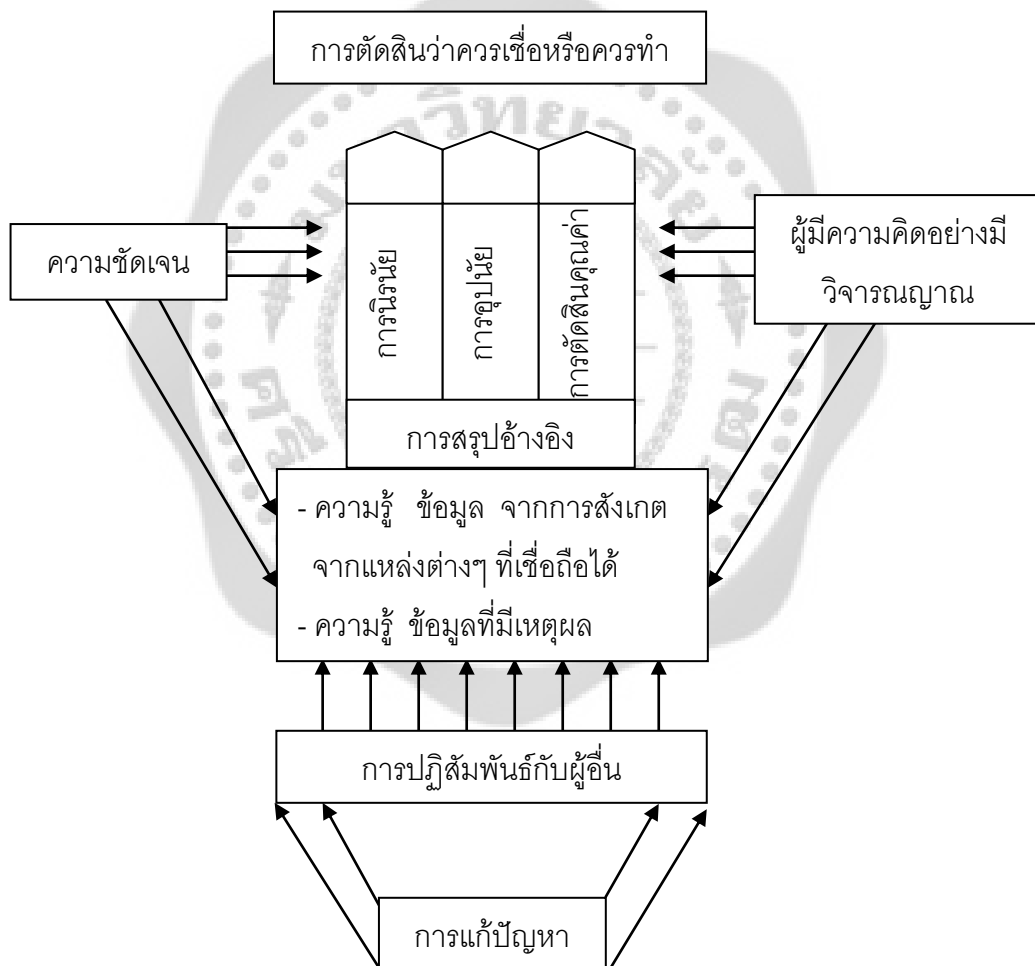 การตัดสินว่าควรเชื่อหรือควรทำ
ความชัดเจน
การนิรนัย
การอุปนัย
การตัดสินคุณค่า
ผู้มีความคิดอย่างมี
วิจารณญาณ
การสรุปอ้างอิง
- ความรู้ ข้อมูล จากการสังเกต
จากแหล่งต่างๆ ที่เชื่อถือได้
- ความรู้ ข้อมูลที่มีเหตุผล
การปฏิสัมพันธ์กับผู้อื่น
การแก้ปัญหา